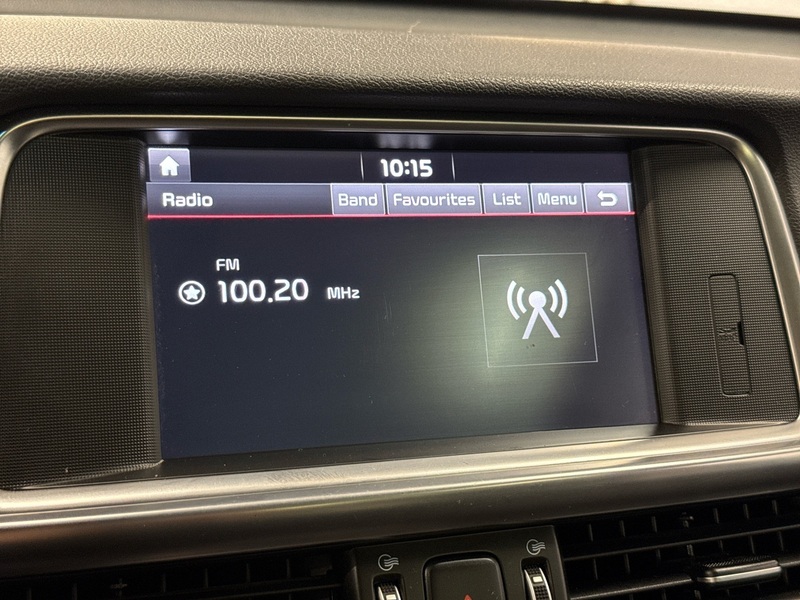 10:15
Radio Band Favourites List Menu
FM
100.20 MHz